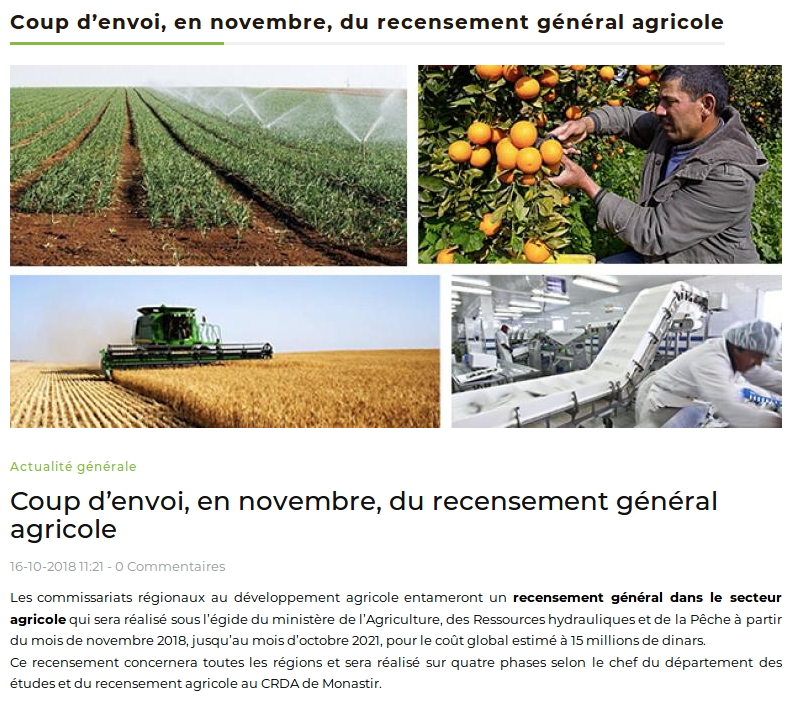 Coup d’envoi, en novembre, du recensement général agricole
Actualité générale
Coup d’envoi, en novembre, du recensement général
agricole
16-10-2018 11:21 - 0 Commentaires
Les commissariats régionaux au développement agricole entameront un recensement général dans le secteur
agricole qui sera réalisé sous l’égide du ministère de l’Agriculture, des Ressources hydrauliques et de la Pêche à partir
du mois de novembre 2018, jusqu’au mois d’octobre 2021, pour le coût global estimé à 15 millions de dinars.
Ce recensement concernera toutes les régions et sera réalisé sur quatre phases selon le chef du département des
études et du recensement agricole au CRDA de Monastir.